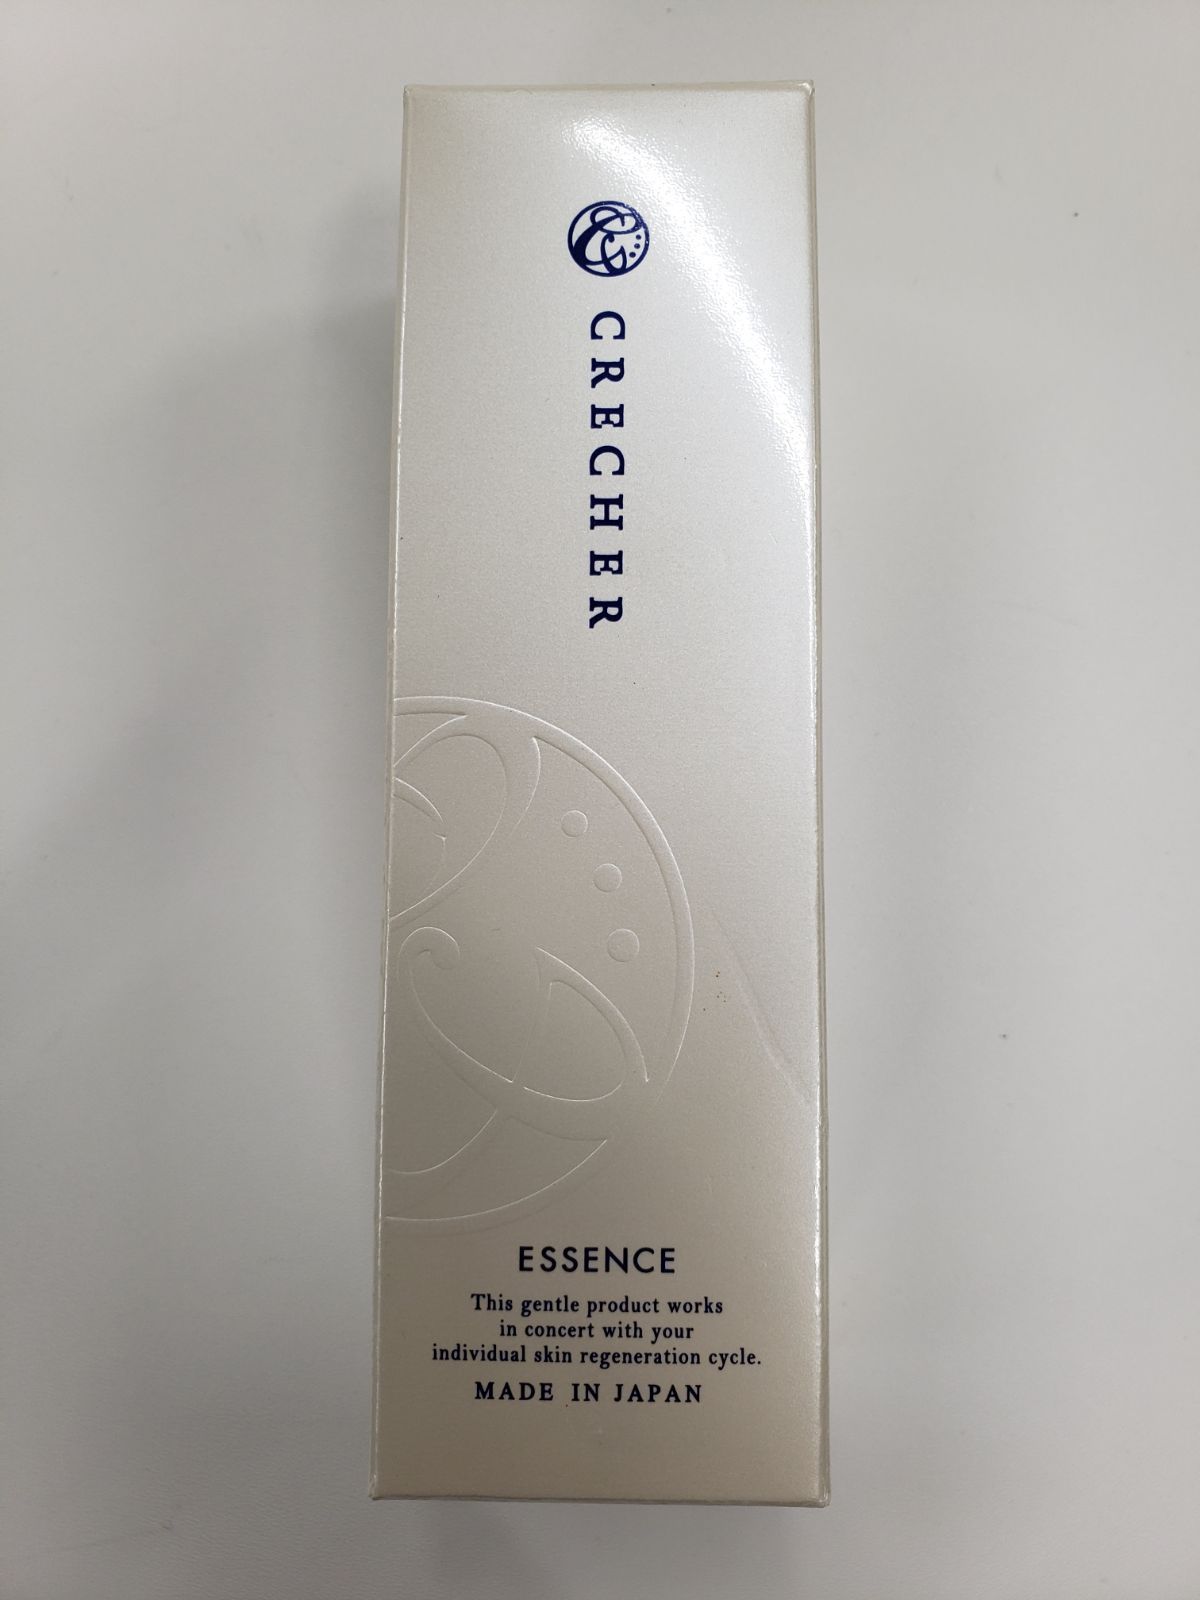 CRECHER
ESSENCE
This gentle product works
in concert with your
individual skin regeneration cycle.
MADE IN JAPAN